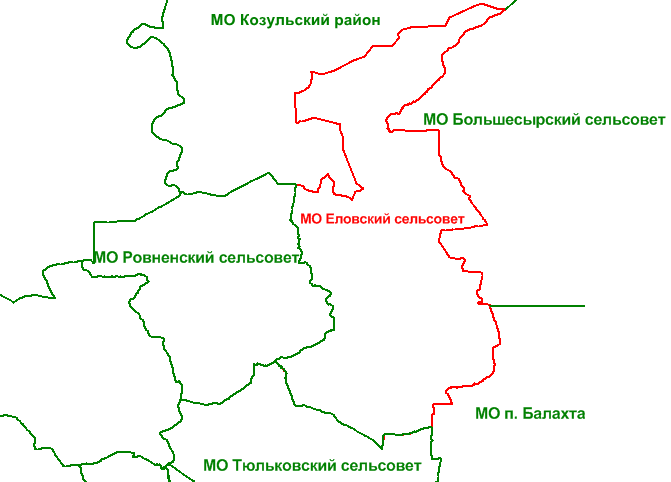 МО Козульский район
МО Большесырский сельсовет
МО Еловский сельсовет
МО Ровненский сельсовет
МО п. Балахта
МО Тюльковский сельсовет